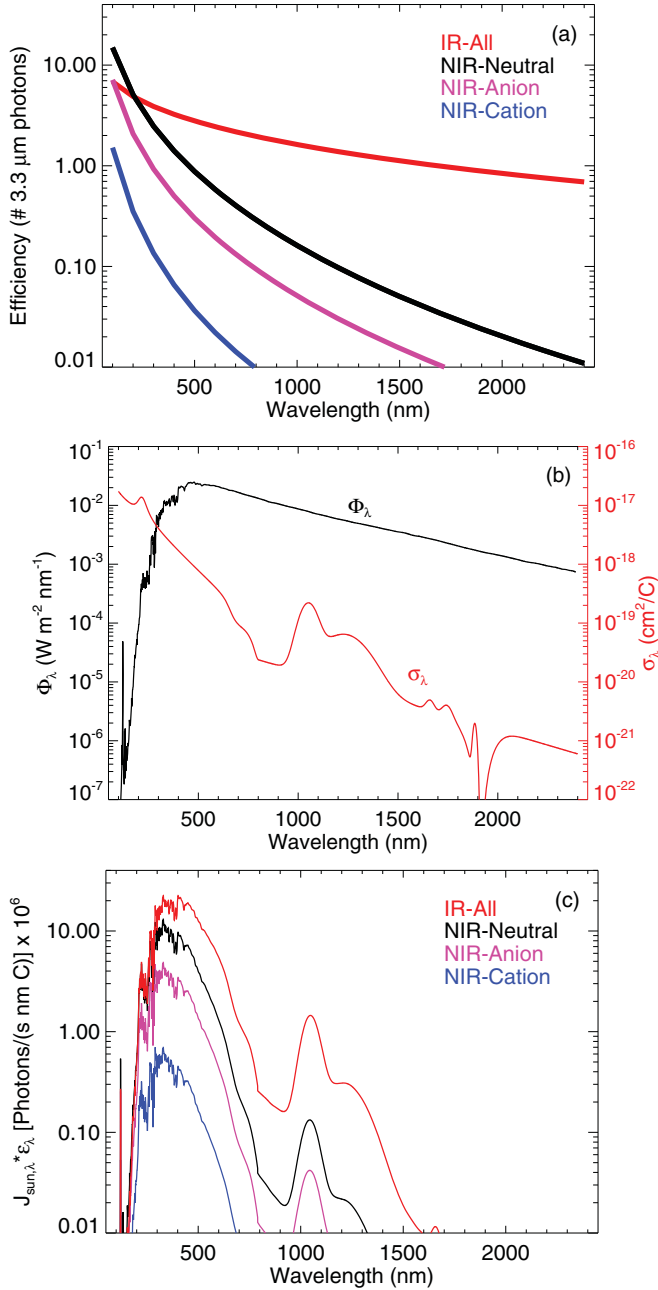 (a)
IR-All
NIR-Neutral
NIR-Anion
NIR-Cation
Efficiency (# 3.3 μm photons)
10.00
1.00
0.10
0.01
500 1000 1500 2000
Wavelength (nm)
(b)
Φλ (W m⁻² nm⁻¹)
10⁻¹ 10⁻¹⁶
10⁻² 10⁻¹⁷
10⁻³ 10⁻¹⁸
10⁻⁴ 10⁻¹⁹
10⁻⁵ 10⁻²⁰
10⁻⁶ 10⁻²¹
10⁻⁷ 10⁻²²
Φλ
σλ
σλ (cm²/C)
500 1000 1500 2000
Wavelength (nm)
(c)
IR-All
NIR-Neutral
NIR-Anion
NIR-Cation
J sun,λ*ελ [Photons/(s nm C)] x 10⁶
10.00
1.00
0.10
0.01
500 1000 1500 2000
Wavelength (nm)